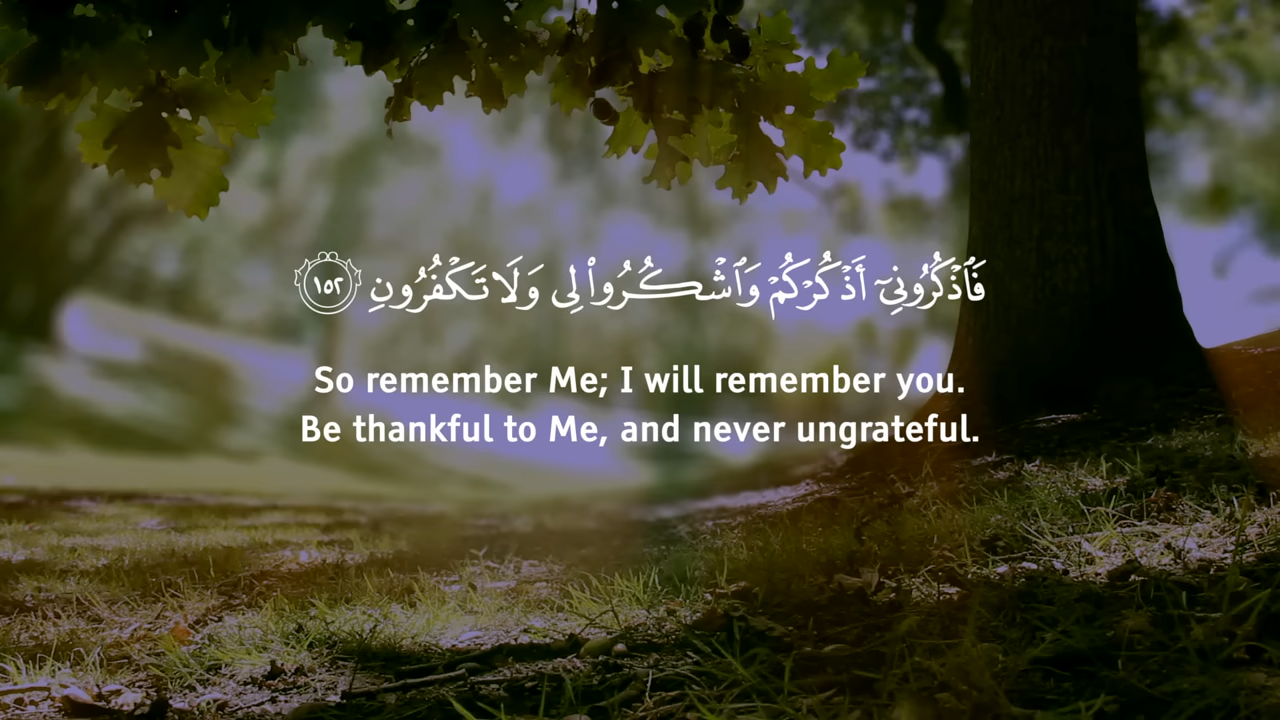 فَٱذْكُرُونِىٓ أَذْكُرْكُمْ وَٱشْكُرُوا۟ لِى وَلَا تَكْفُرُونِ ١٥٢
So remember Me; I will remember you.
Be thankful to Me, and never ungrateful.